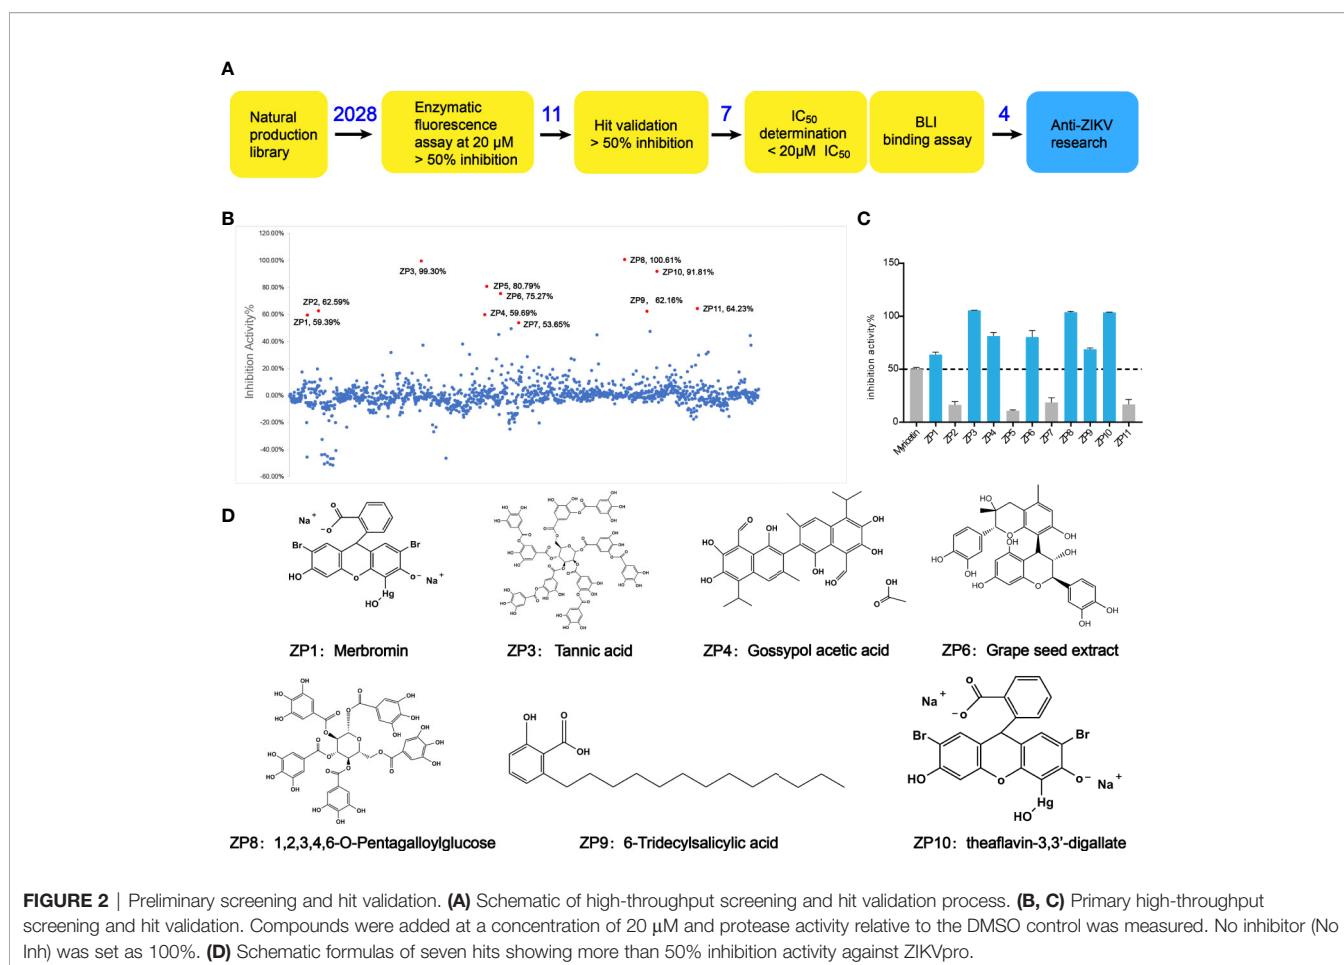 A
Natural
production
library
2028
Enzymatic
fluorescence
assay at 20 µM
> 50% inhibition
11
Hit validation
> 50% inhibition
7
IC50
determination
< 20µM IC50
BLI
binding assay
4
Anti-ZIKV
research
B
120.00%
100.00%
80.00%
60.00%
40.00%
20.00%
0.00%
-20.00%
-40.00%
-60.00%
Inhibition Activity%
ZP1, 59.39%
ZP2, 62.59%
ZP3, 99.30%
ZP5, 80.79%
ZP6, 75.27%
ZP4, 59.69%
ZP7, 53.65%
ZP8, 100.61%
ZP10, 91.81%
ZP9, 62.16%
ZP11, 64.23%
C
150
100
50
0
inhibition activity%
Myricetin
ZP1
ZP2
ZP3
ZP4
ZP5
ZP6
ZP7
ZP8
ZP9
ZP10
ZP11
D
ZP1: Merbromin
ZP3: Tannic acid
ZP4: Gossypol acetic acid
ZP6: Grape seed extract
ZP8: 1,2,3,4,6-O-Pentagalloylglucose
ZP9: 6-Tridecylsalicylic acid
ZP10: theaflavin-3,3'-digallate
FIGURE 2 | Preliminary screening and hit validation. (A) Schematic of high-throughput screening and hit validation process. (B, C) Primary high-throughput
screening and hit validation. Compounds were added at a concentration of 20 µM and protease activity relative to the DMSO control was measured. No inhibitor (No
Inh) was set as 100%. (D) Schematic formulas of seven hits showing more than 50% inhibition activity against ZIKVpro.